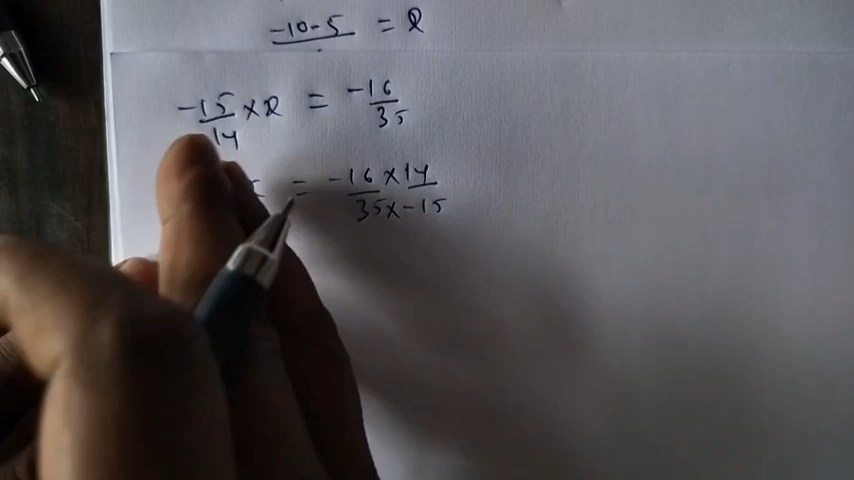 -10-5 = x
-15/14 × x = -16/35
x = -16×14/35×-15